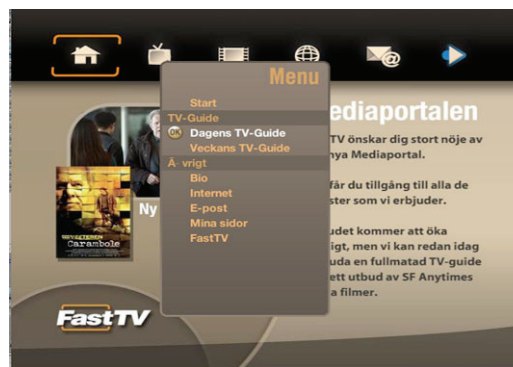 Menu
Start
TV-Guide
OK Dagens TV-Guide
Veckans TV-Guide
Ã-vrigt
Bio
Internet
E-post
Mina sidor
FastTV
ediaportalen
TV önskar dig stort nöje av
nya Mediaportal.
får du tillgång till alla de
ster som vi erbjuder.
udet kommer att öka
igt, men vi kan redan idag
uda en fullmatad TV-guide
ett utbud av SF Anytimes
a filmer.
Ny
Carambole
FastTV